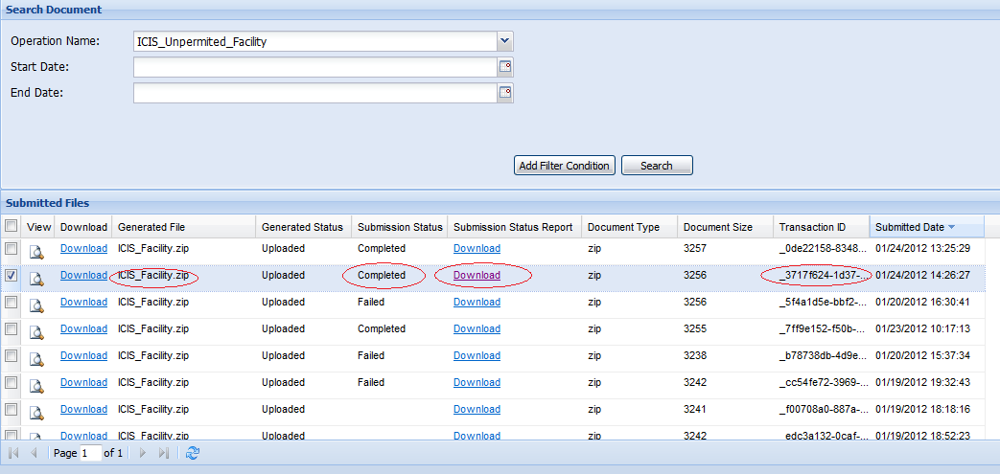 Search Document
Operation Name: ICIS_Unpermited_Facility
Start Date:
End Date:
Add Filter Condition Search
Submitted Files
View Download Generated File Generated Status Submission Status Submission Status Report Document Type Document Size Transaction ID Submitted Date
Download ICIS_Facility.zip Uploaded Completed Download zip 3257 _0de22158-8348... 01/24/2012 13:25:29
Download ICIS_Facility.zip Uploaded Completed Download zip 3256 _3717f624-1d37-... 01/24/2012 14:26:27
Download ICIS_Facility.zip Uploaded Failed Download zip 3256 _5f4a1d5e-bbf2-... 01/20/2012 16:30:41
Download ICIS_Facility.zip Uploaded Completed Download zip 3255 _7ff9e152-f50b-... 01/23/2012 10:17:13
Download ICIS_Facility.zip Uploaded Failed Download zip 3238 _b78738db-4d9e... 01/20/2012 15:37:34
Download ICIS_Facility.zip Uploaded Failed Download zip 3242 _cc54fe72-3969-... 01/19/2012 19:32:43
Download ICIS_Facility.zip Uploaded Download zip 3241 _f00708a0-887a-... 01/19/2012 18:18:16
Download ICIS_Facility.zip Uploaded Download zip 3242 edc3a132-0caf-... 01/19/2012 18:52:23
Page 1 of 1